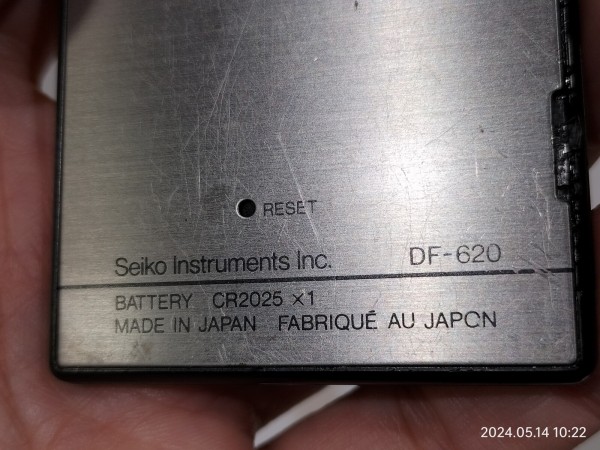 RESET
Seiko Instruments Inc. DF-620
BATTERY CR2025 ×1
MADE IN JAPAN FABRIQUÉ AU JAPON
2024.05.14 10:22